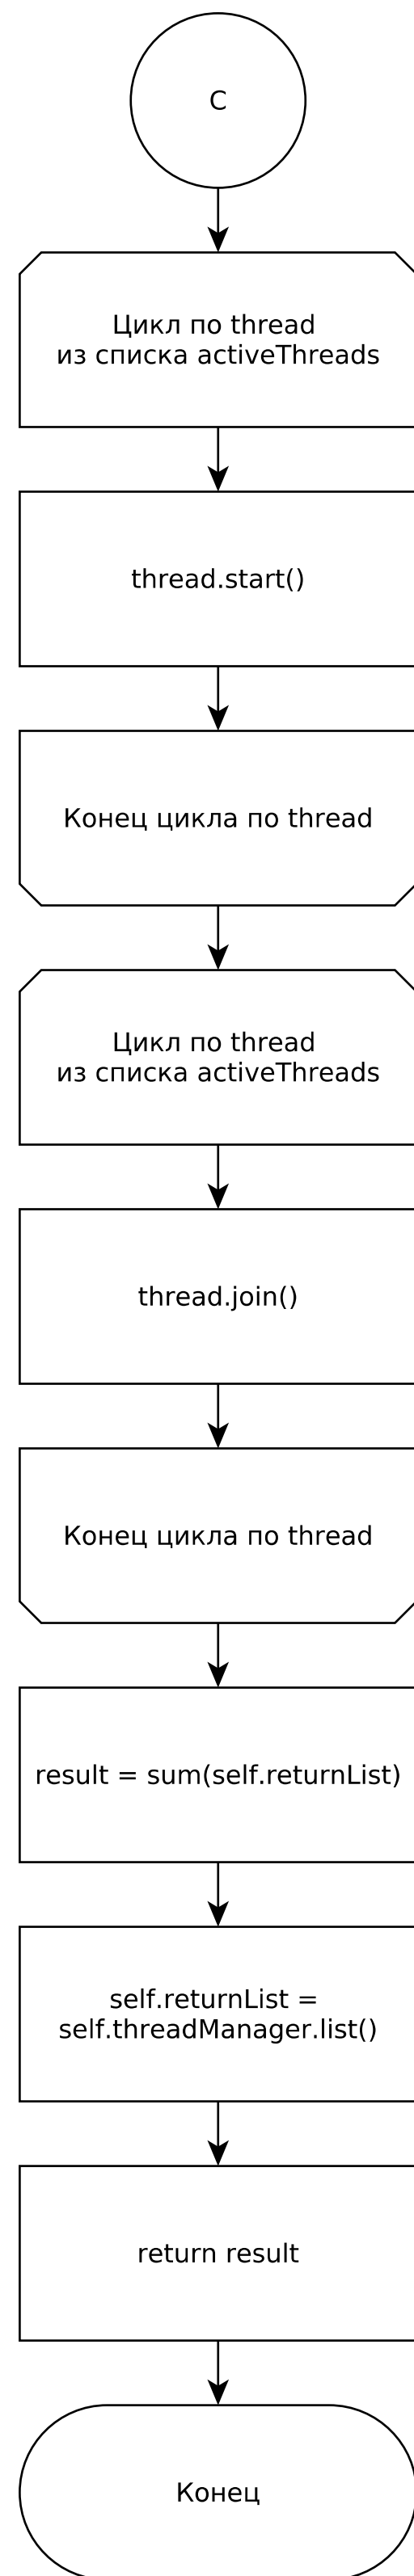 С
Цикл по thread
из списка activeThreads
thread.start()
Конец цикла по thread
Цикл по thread
из списка activeThreads
thread.join()
Конец цикла по thread
result = sum(self.returnList)
self.returnList =
self.threadManager.list()
return result
Конец